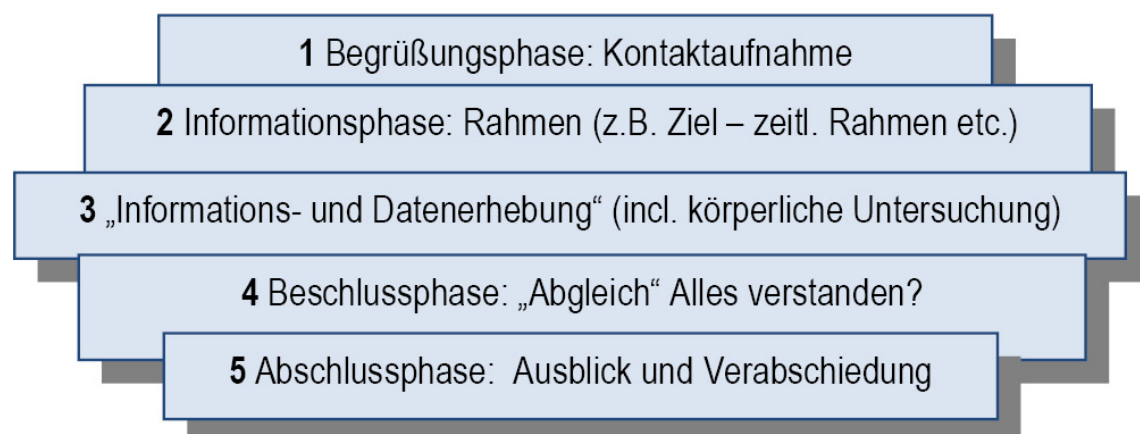 1 Begrüßungsphase: Kontaktaufnahme
2 Informationsphase: Rahmen (z.B. Ziel – zeitl. Rahmen etc.)
3 „Informations- und Datenerhebung“ (incl. körperliche Untersuchung)
4 Beschlussphase: „Abgleich“ Alles verstanden?
5 Abschlussphase: Ausblick und Verabschiedung